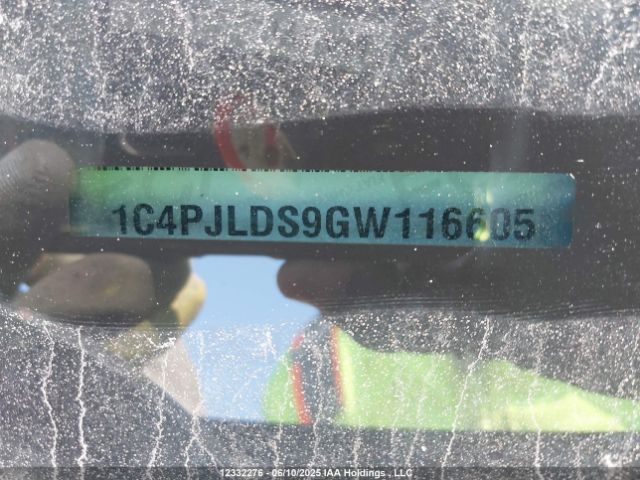 1C4PJLDS9GW116605
12332276 - 06/10/2025 IAA Holdings , LLC